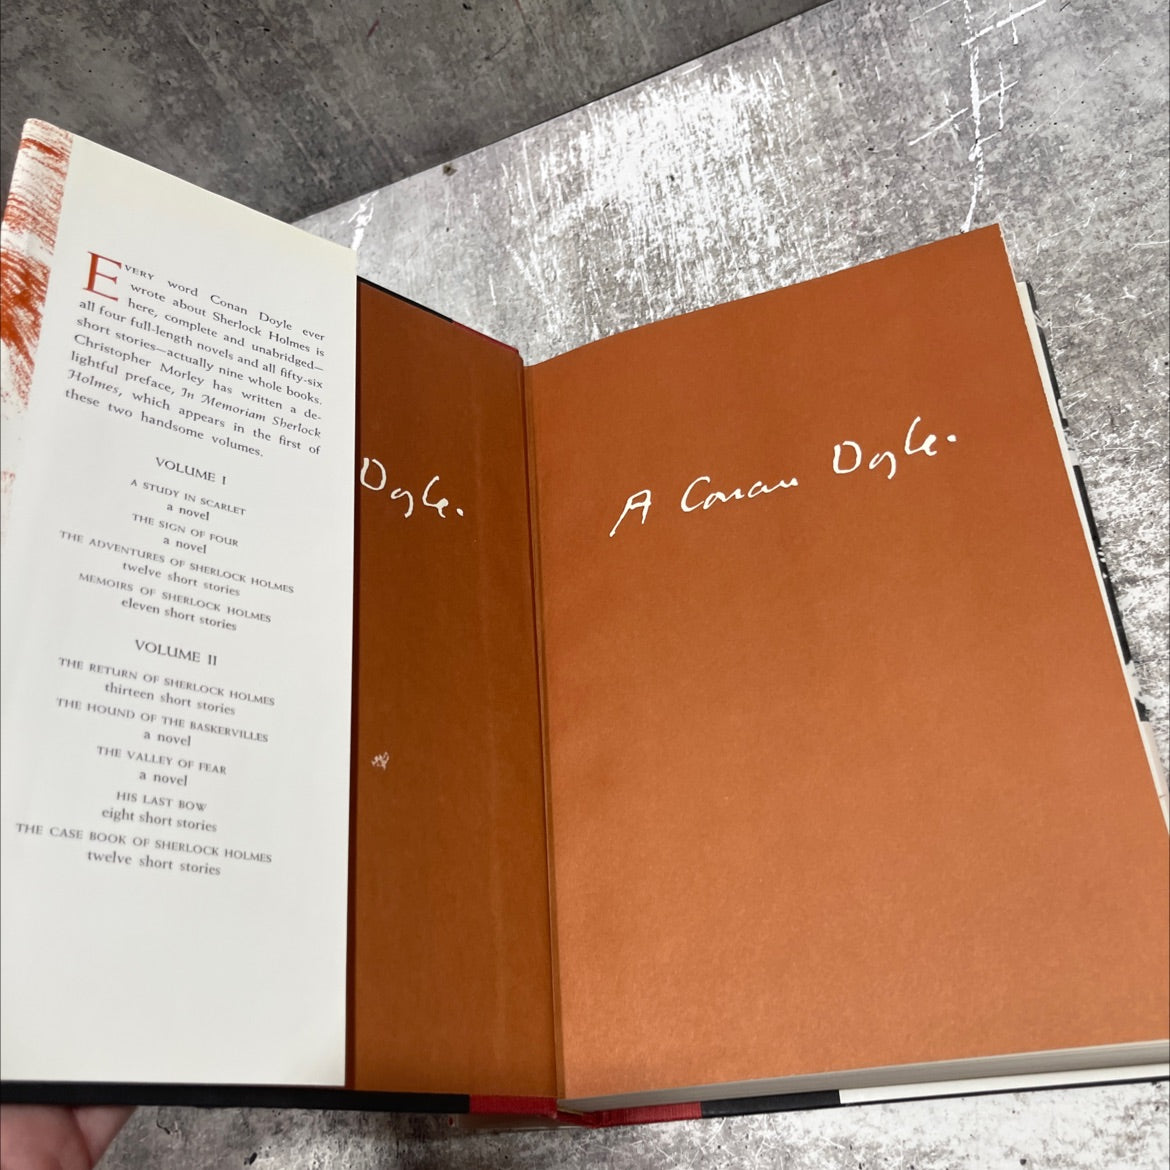 EVERY word Conan Doyle ever
wrote about Sherlock Holmes is
here, complete and unabridged—
all four full-length novels and all fifty-six
short stories—actually nine whole books.
Christopher Morley has written a de-
lightful preface, In Memoriam Sherlock
Holmes, which appears in the first of
these two handsome volumes.
VOLUME I
A STUDY IN SCARLET
a novel
THE SIGN OF FOUR
a novel
THE ADVENTURES OF SHERLOCK HOLMES
twelve short stories
MEMOIRS OF SHERLOCK HOLMES
eleven short stories
VOLUME II
THE RETURN OF SHERLOCK HOLMES
thirteen short stories
THE HOUND OF THE BASKERVILLES
a novel
THE VALLEY OF FEAR
a novel
HIS LAST BOW
eight short stories
THE CASE BOOK OF SHERLOCK HOLMES
twelve short stories
Doyle.
A Conan Doyle.